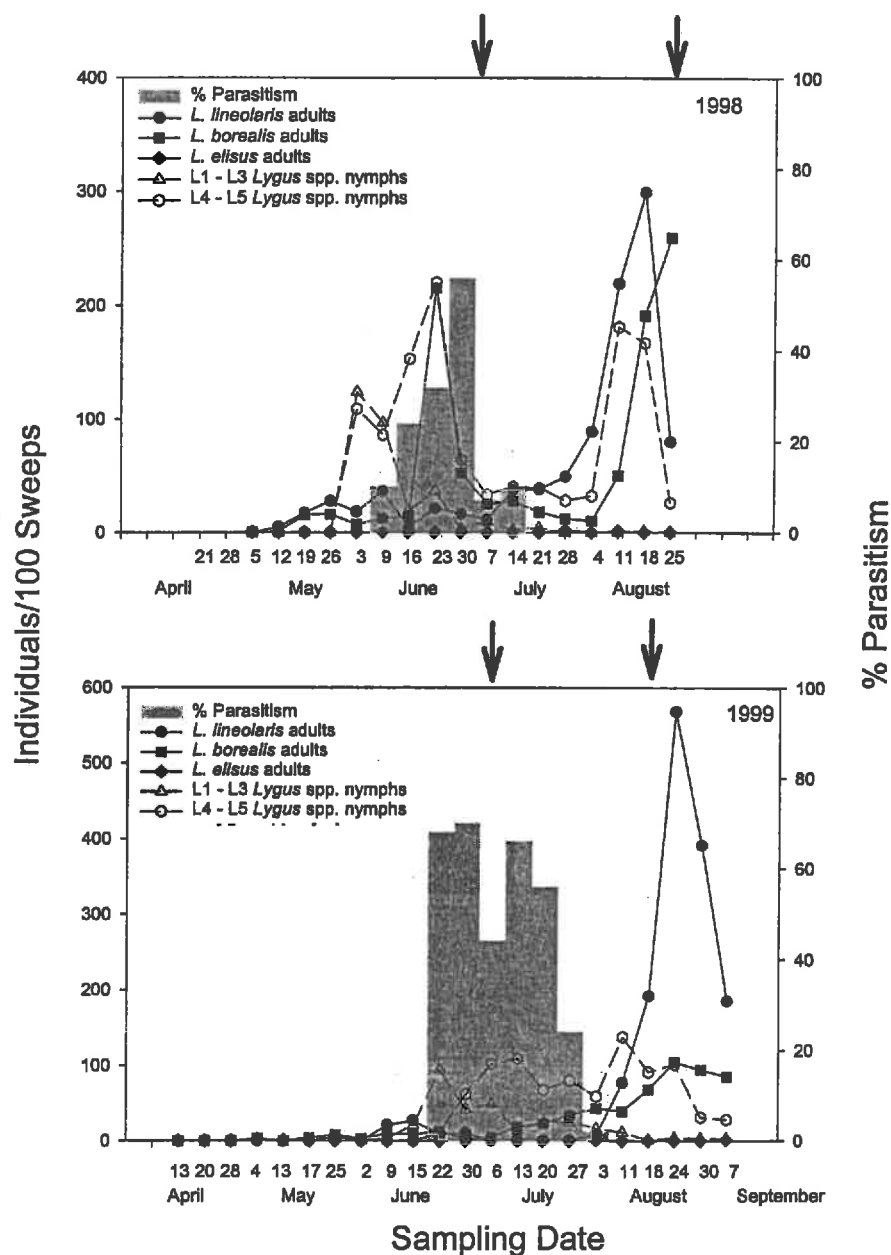 400
300
200
100
0
100
80
60
40
20
0
1998
% Parasitism
L. lineolaris adults
L. borealis adults
L. elisus adults
L1 - L3 Lygus spp. nymphs
L4 - L5 Lygus spp. nymphs
21 28 5 12 19 26 3 9 16 23 30 7 14 21 28 4 11 18 25
April May June July August
Individuals/100 Sweeps
% Parasitism
600
500
400
300
200
100
0
100
80
60
40
20
0
1999
% Parasitism
L. lineolaris adults
L. borealis adults
L. elisus adults
L1 - L3 Lygus spp. nymphs
L4 - L5 Lygus spp. nymphs
13 20 28 4 13 17 25 2 9 15 22 30 6 13 20 27 3 11 18 24 30 7
April May June July August September
Sampling Date